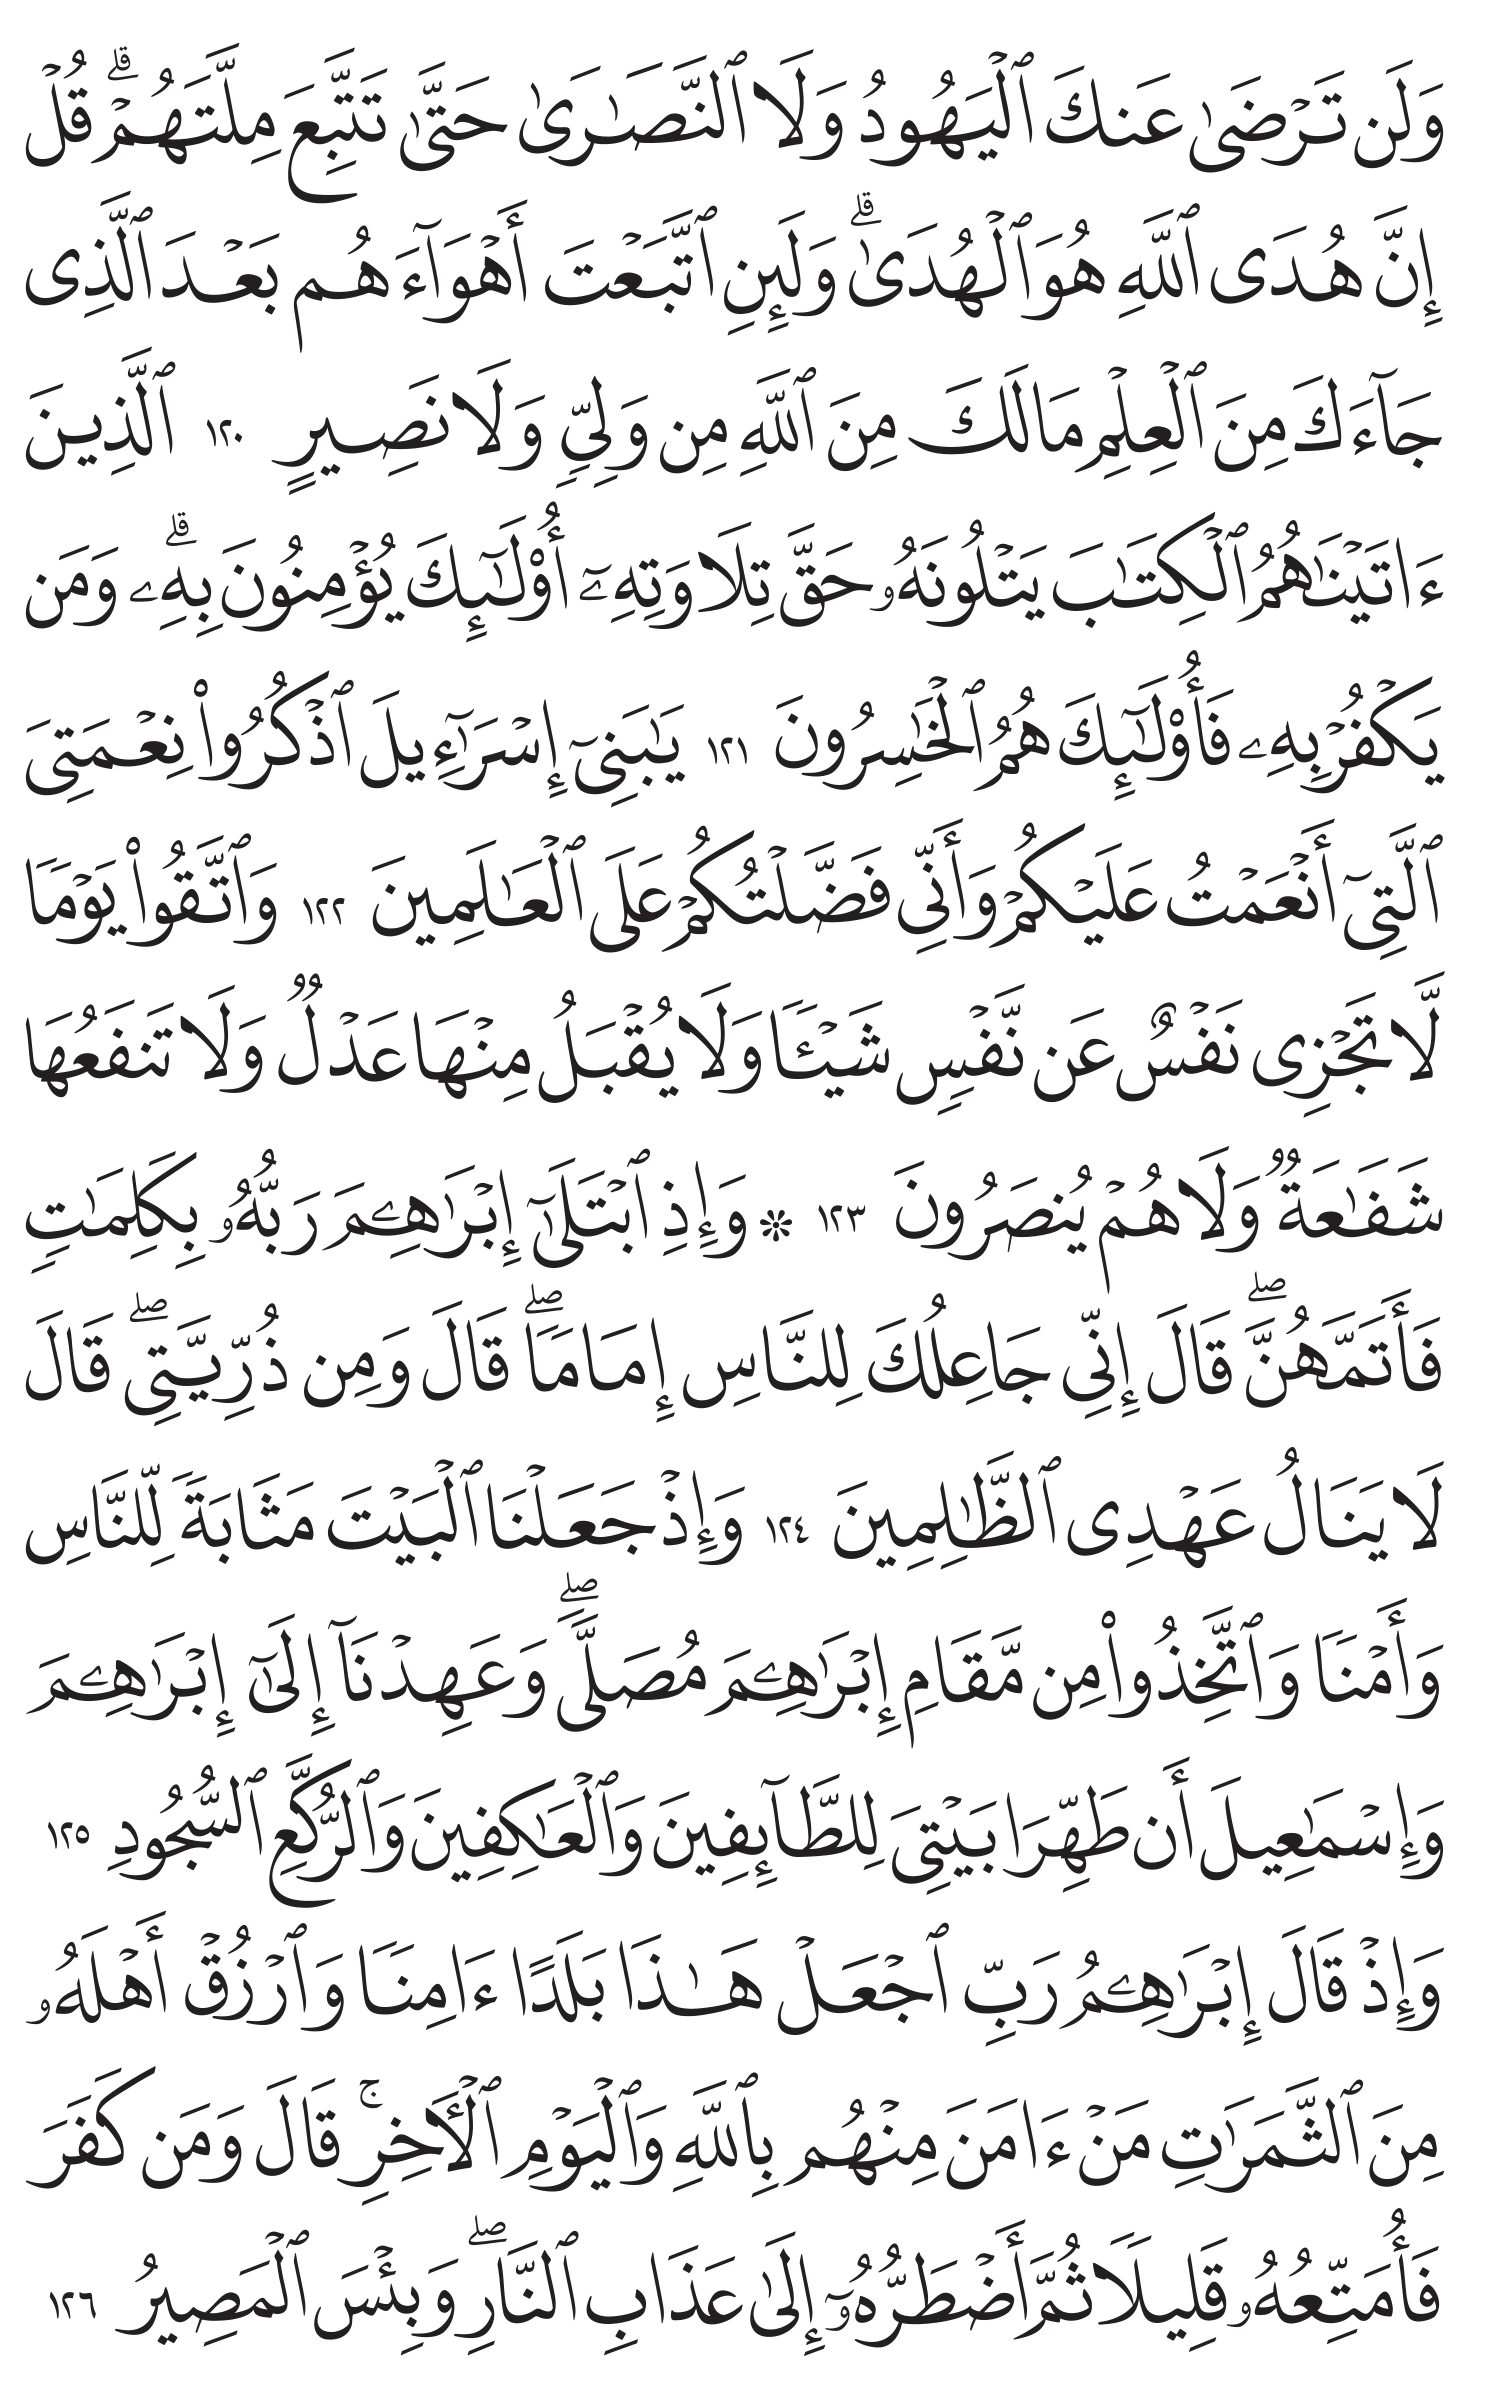 وَلَن تَرْضَىٰ عَنكَ ٱلْيَهُودُ وَلَا ٱلنَّصَـٰرَىٰ حَتَّىٰ تَتَّبِعَ مِلَّتَهُمْ ۗ قُلْ
إِنَّ هُدَى ٱللَّهِ هُوَ ٱلْهُدَىٰ ۗ وَلَئِنِ ٱتَّبَعْتَ أَهْوَآءَهُم بَعْدَ ٱلَّذِى
جَآءَكَ مِنَ ٱلْعِلْمِ مَا لَكَ مِنَ ٱللَّهِ مِن وَلِىٍّ وَلَا نَصِيرٍ ١٢٠ ٱلَّذِينَ
ءَاتَيْنَـٰهُمُ ٱلْكِتَـٰبَ يَتْلُونَهُۥ حَقَّ تِلَاوَتِهِۦٓ أُو۟لَـٰٓئِكَ يُؤْمِنُونَ بِهِۦ ۗ وَمَن
يَكْفُرْ بِهِۦ فَأُو۟لَـٰٓئِكَ هُمُ ٱلْخَـٰسِرُونَ ١٢١ يَـٰبَنِىٓ إِسْرَٰٓءِيلَ ٱذْكُرُوا۟ نِعْمَتِىَ
ٱلَّتِىٓ أَنْعَمْتُ عَلَيْكُمْ وَأَنِّى فَضَّلْتُكُمْ عَلَى ٱلْعَـٰلَمِينَ ١٢٢ وَٱتَّقُوا۟ يَوْمًا
لَّا تَجْزِى نَفْسٌ عَن نَّفْسٍ شَيْـًٔا وَلَا يُقْبَلُ مِنْهَا عَدْلٌ وَلَا تَنفَعُهَا
شَفَـٰعَةٌ وَلَا هُمْ يُنصَرُونَ ١٢٣ ۞ وَإِذِ ٱبْتَلَىٰٓ إِبْرَٰهِـۧمَ رَبُّهُۥ بِكَلِمَـٰتٍ
فَأَتَمَّهُنَّ ۖ قَالَ إِنِّى جَاعِلُكَ لِلنَّاسِ إِمَامًا ۖ قَالَ وَمِن ذُرِّيَّتِى ۖ قَالَ
لَا يَنَالُ عَهْدِى ٱلظَّـٰلِمِينَ ١٢٤ وَإِذْ جَعَلْنَا ٱلْبَيْتَ مَثَابَةً لِّلنَّاسِ
وَأَمْنًا وَٱتَّخِذُوا۟ مِن مَّقَامِ إِبْرَٰهِـۧمَ مُصَلًّى ۖ وَعَهِدْنَآ إِلَىٰٓ إِبْرَٰهِـۧمَ
وَإِسْمَـٰعِيلَ أَن طَهِّرَا بَيْتِىَ لِلطَّآئِفِينَ وَٱلْعَـٰكِفِينَ وَٱلرُّكَّعِ ٱلسُّجُودِ ١٢٥
وَإِذْ قَالَ إِبْرَٰهِـۧمُ رَبِّ ٱجْعَلْ هَـٰذَا بَلَدًا ءَامِنًا وَٱرْزُقْ أَهْلَهُۥ
مِنَ ٱلثَّمَرَٰتِ مَنْ ءَامَنَ مِنْهُم بِٱللَّهِ وَٱلْيَوْمِ ٱلْـَٔاخِرِ ۚ قَالَ وَمَن كَفَرَ
فَأُمَتِّعُهُۥ قَلِيلًا ثُمَّ أَضْطَرُّهُۥٓ إِلَىٰ عَذَابِ ٱلنَّارِ ۖ وَبِئْسَ ٱلْمَصِيرُ ١٢٦